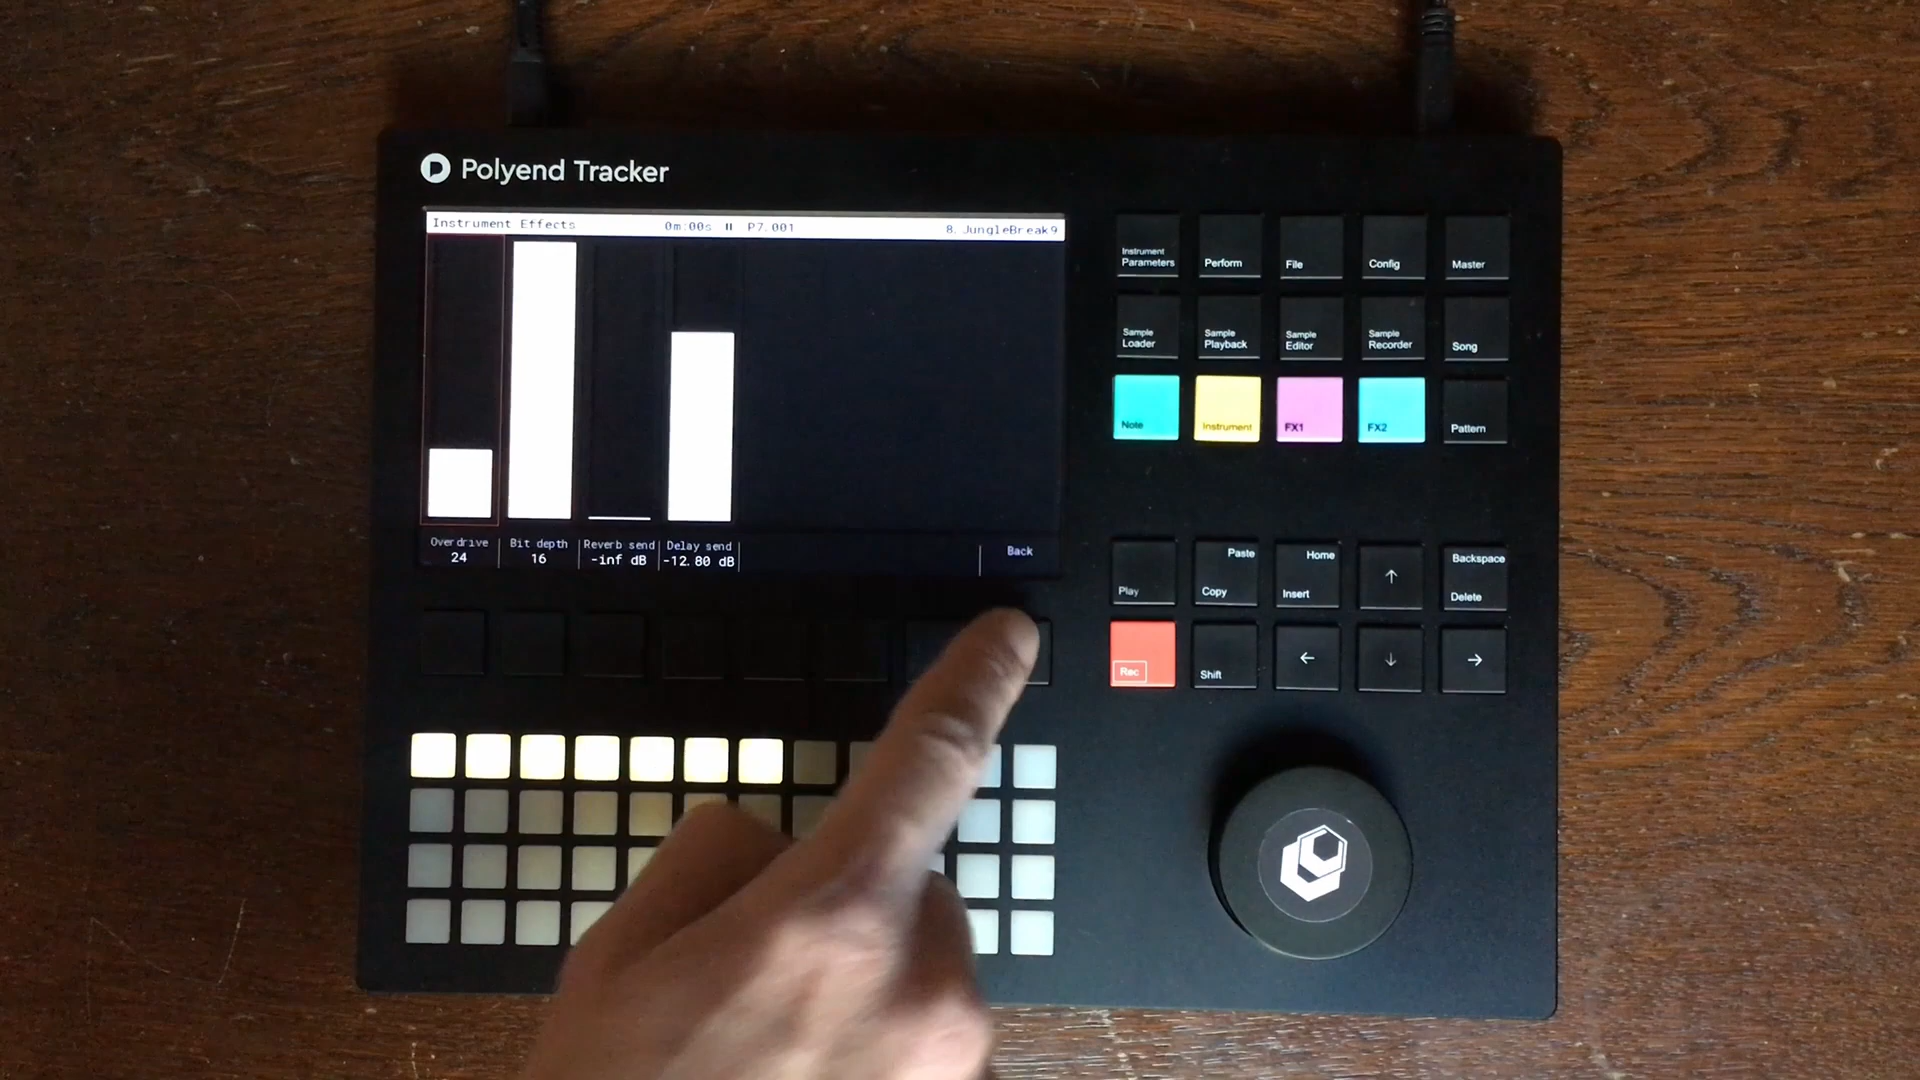 Polyend Tracker
Instrument Effects 0m:00s P7.001 8. JungleBreak9
Overdrive Bit depth Reverb send Delay send Back
24 16 -inf dB -12.80 dB
Instrument Parameters
Perform
File
Config
Master
Sample Loader
Sample Playback
Sample Editor
Sample Recorder
Song
Note
Instrument
FX1
FX2
Pattern
Play
Paste
Copy
Home
Insert
↑
Backspace
Delete
Rec
Shift
←
↓
→